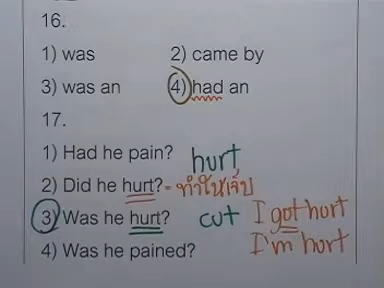 16.
1) was 2) came by
3) was an 4) had an
17.
1) Had he pain? hurt
2) Did he hurt? = ทำให้เจ็บ
3) Was he hurt? cut I got hurt
4) Was he pained? I'm hurt